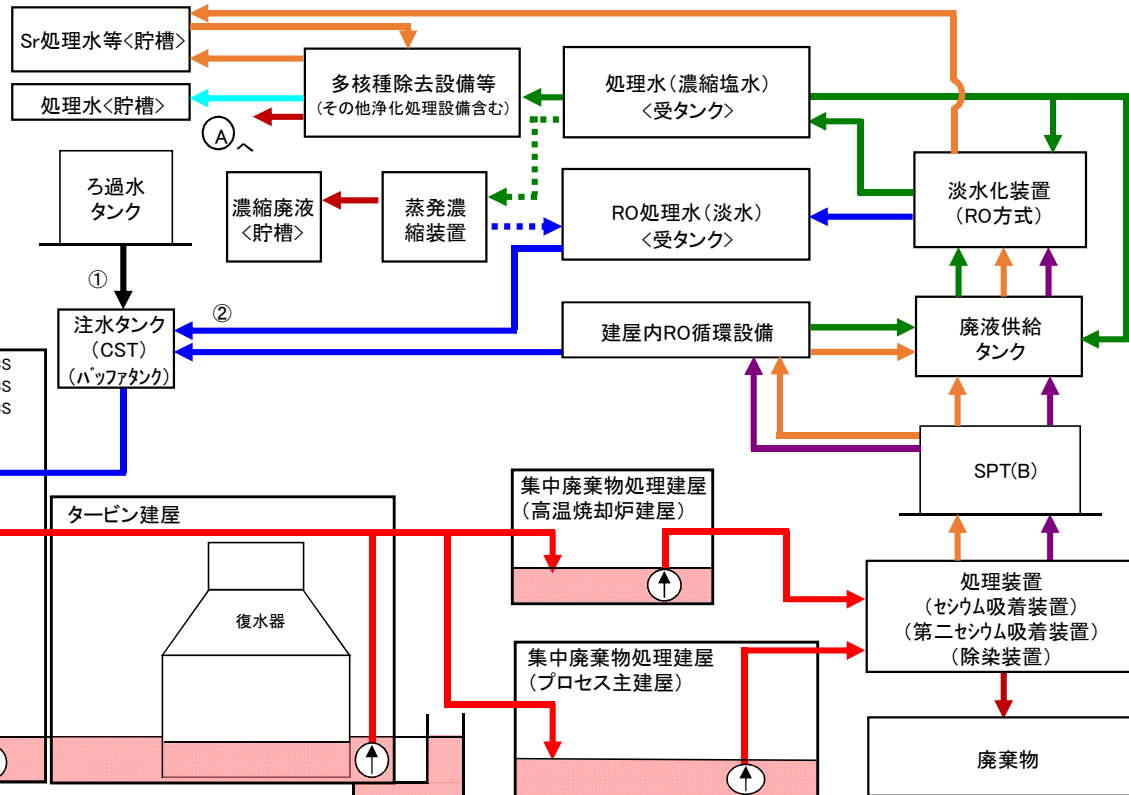 Sr処理水等<貯槽>
処理水<貯槽>
多核種除去設備等
(その他浄化処理設備含む)
処理水(濃縮塩水)
<受タンク>
Aへ
ろ過水
タンク
濃縮廃液
<貯槽>
蒸発濃
縮装置
RO処理水(淡水)
<受タンク>
淡水化装置
(RO方式)
①
②
注水タンク
(CST)
(バッファタンク)
建屋内RO循環設備
廃液供給
タンク
CS
CS
CS
SPT(B)
タービン建屋
復水器
集中廃棄物処理建屋
(高温焼却炉建屋)
集中廃棄物処理建屋
(プロセス主建屋)
処理装置
(セシウム吸着装置)
(第二セシウム吸着装置)
(除染装置)
廃棄物